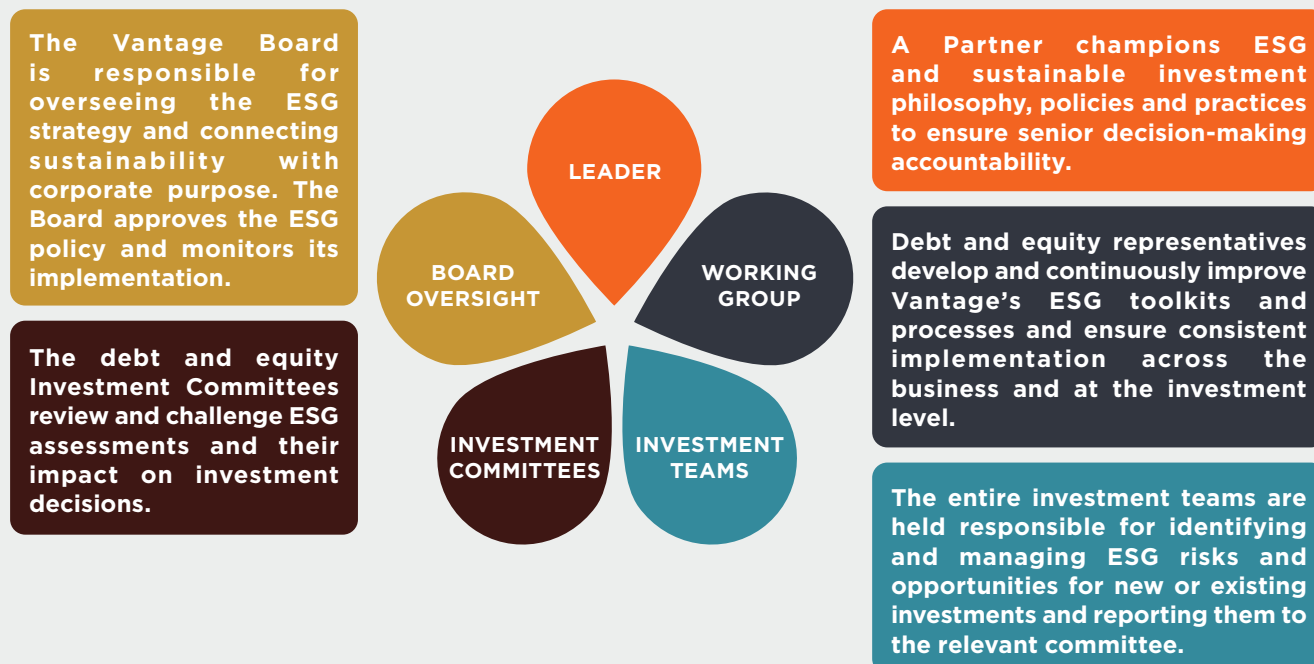 The Vantage Board
is responsible for
overseeing the ESG
strategy and connecting
sustainability with
corporate purpose. The
Board approves the ESG
policy and monitors its
implementation.
The debt and equity
Investment Committees
review and challenge ESG
assessments and their
impact on investment
decisions.
LEADER
BOARD
OVERSIGHT
WORKING
GROUP
INVESTMENT
COMMITTEES
INVESTMENT
TEAMS
A Partner champions ESG
and sustainable investment
philosophy, policies and practices
to ensure senior decision-making
accountability.
Debt and equity representatives
develop and continuously improve
Vantage's ESG toolkits and
processes and ensure consistent
implementation across the
business and at the investment
level.
The entire investment teams are
held responsible for identifying
and managing ESG risks and
opportunities for new or existing
investments and reporting them to
the relevant committee.